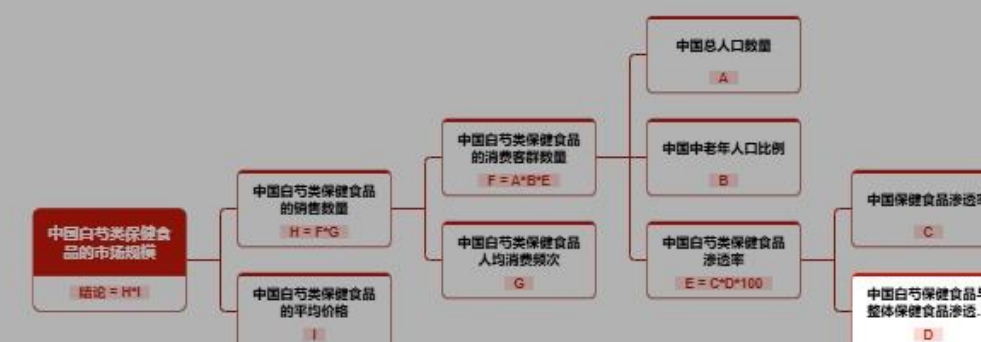 中国总人口数量
A
中国白芍类保健食品
的消费客群数量
F = A*B*E
中国中老年人口比例
B
中国白芍类保健食品
的销售数量
H = F*G
中国保健食品渗透率
C
中国白芍类保健食
品的市场规模
结论 = H*I
中国白芍类保健食品
人均消费频次
G
中国白芍类保健食品
渗透率
E = C*D*100
中国白芍类保健食品
的平均价格
I
中国白芍保健食品与
整体保健食品渗透...
D